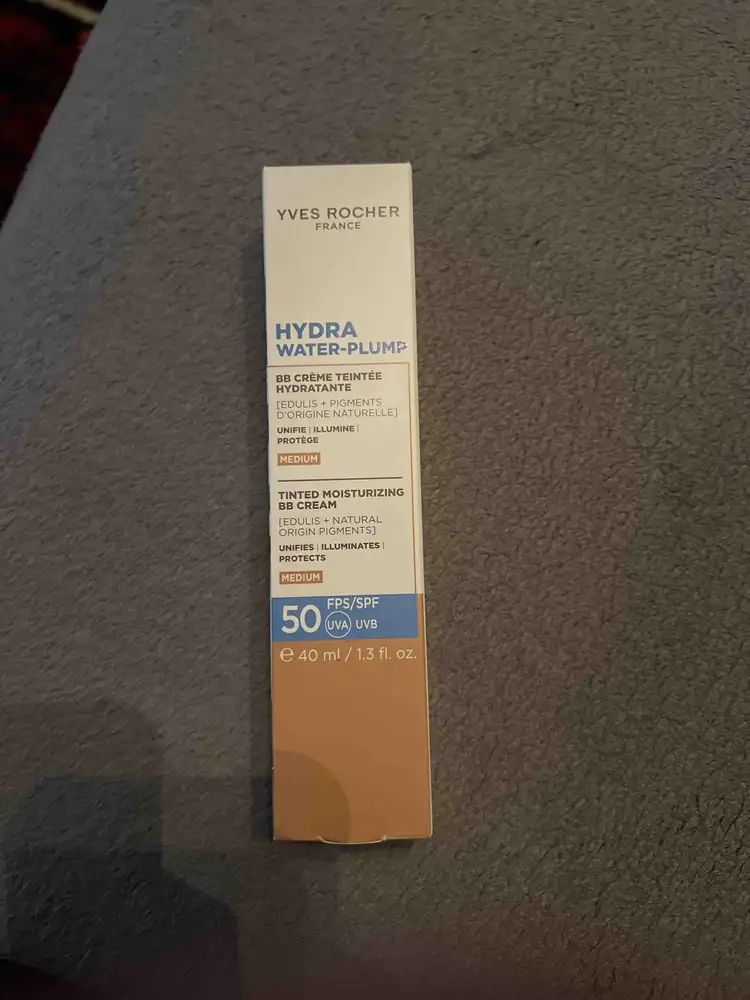 YVES ROCHER
FRANCE
HYDRA
WATER-PLUMP
BB CRÈME TEINTÉE
HYDRATANTE
[EDULIS + PIGMENTS
D'ORIGINE NATURELLE]
UNIFIE | ILLUMINE |
PROTÈGE
MEDIUM
TINTED MOISTURIZING
BB CREAM
[EDULIS + NATURAL
ORIGIN PIGMENTS]
UNIFIES | ILLUMINATES |
PROTECTS
MEDIUM
50 FPS/SPF
UVA UVB
e 40 ml / 1.3 fl. oz.